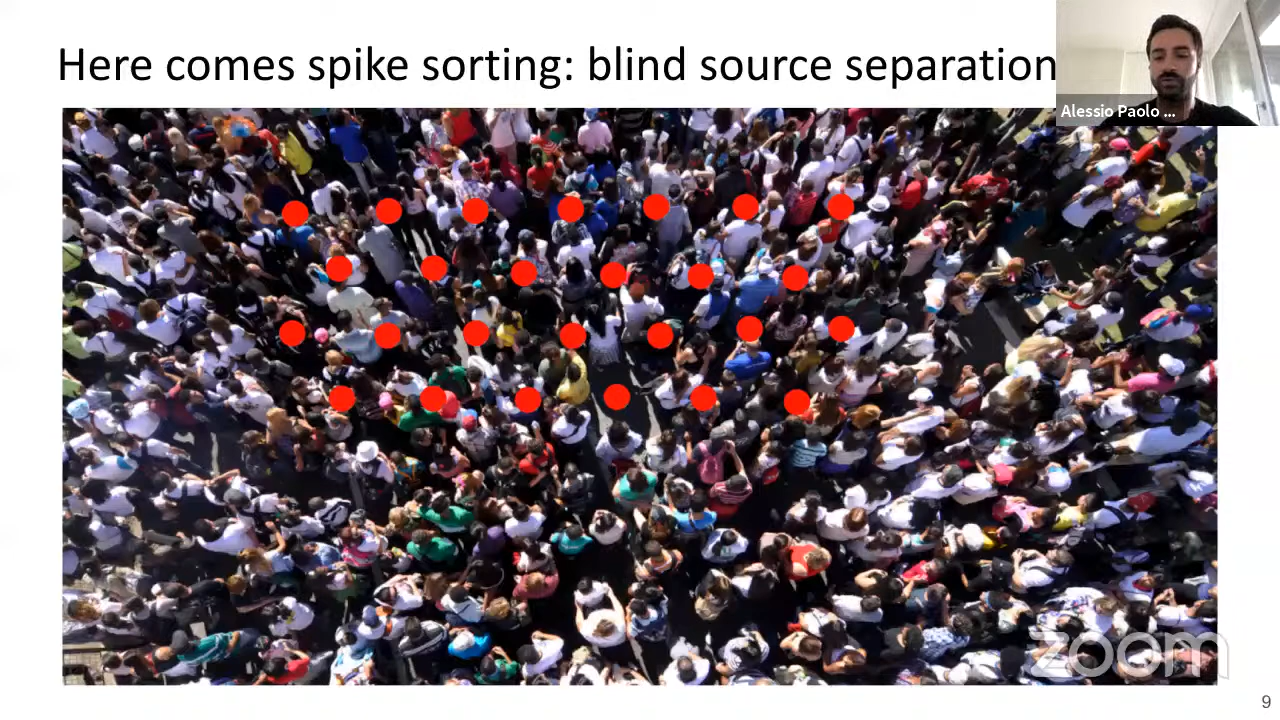 Here comes spike sorting: blind source separation
Alessio Paolo ...
zoom
9